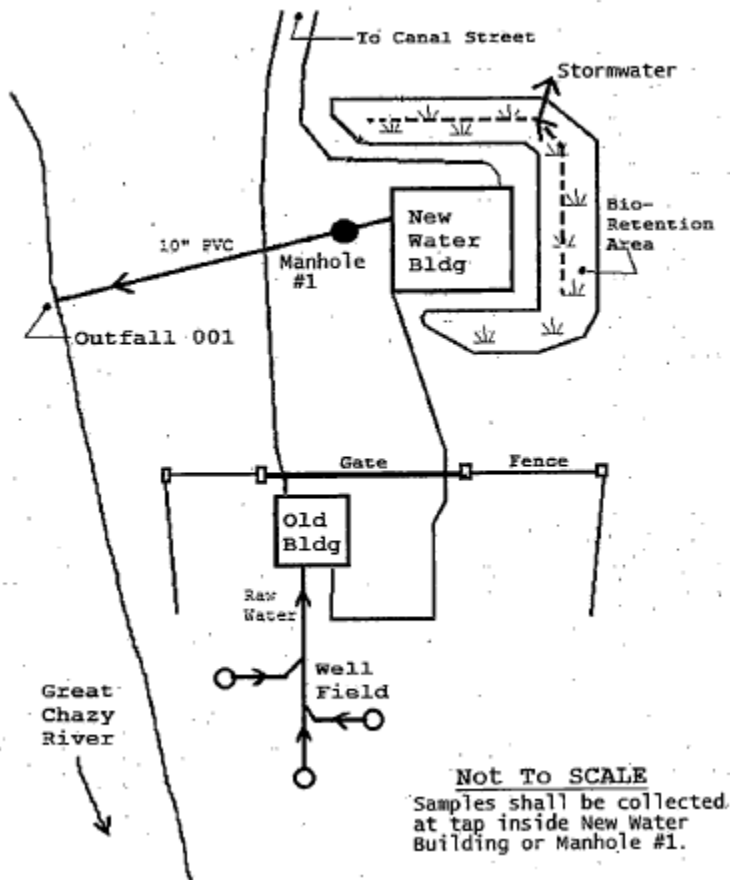 To Canal Street
Stormwater
New
Water
Bldg
Bio-
Retention
Area
10" PVC
Manhole
#1
Outfall 001
Gate
Fence
Old
Bldg
Raw
Water
Well
Field
Great
Chazy
River
Not To SCALE
Samples shall be collected
at tap inside New Water
Building or Manhole #1.